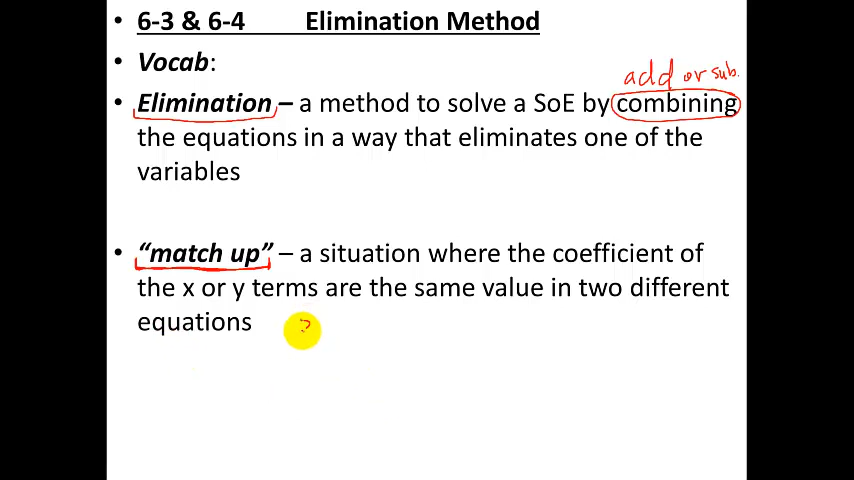 • 6-3 & 6-4 Elimination Method
• Vocab:
add or sub.
• Elimination – a method to solve a SoE by combining
the equations in a way that eliminates one of the
variables
• “match up” – a situation where the coefficient of
the x or y terms are the same value in two different
equations